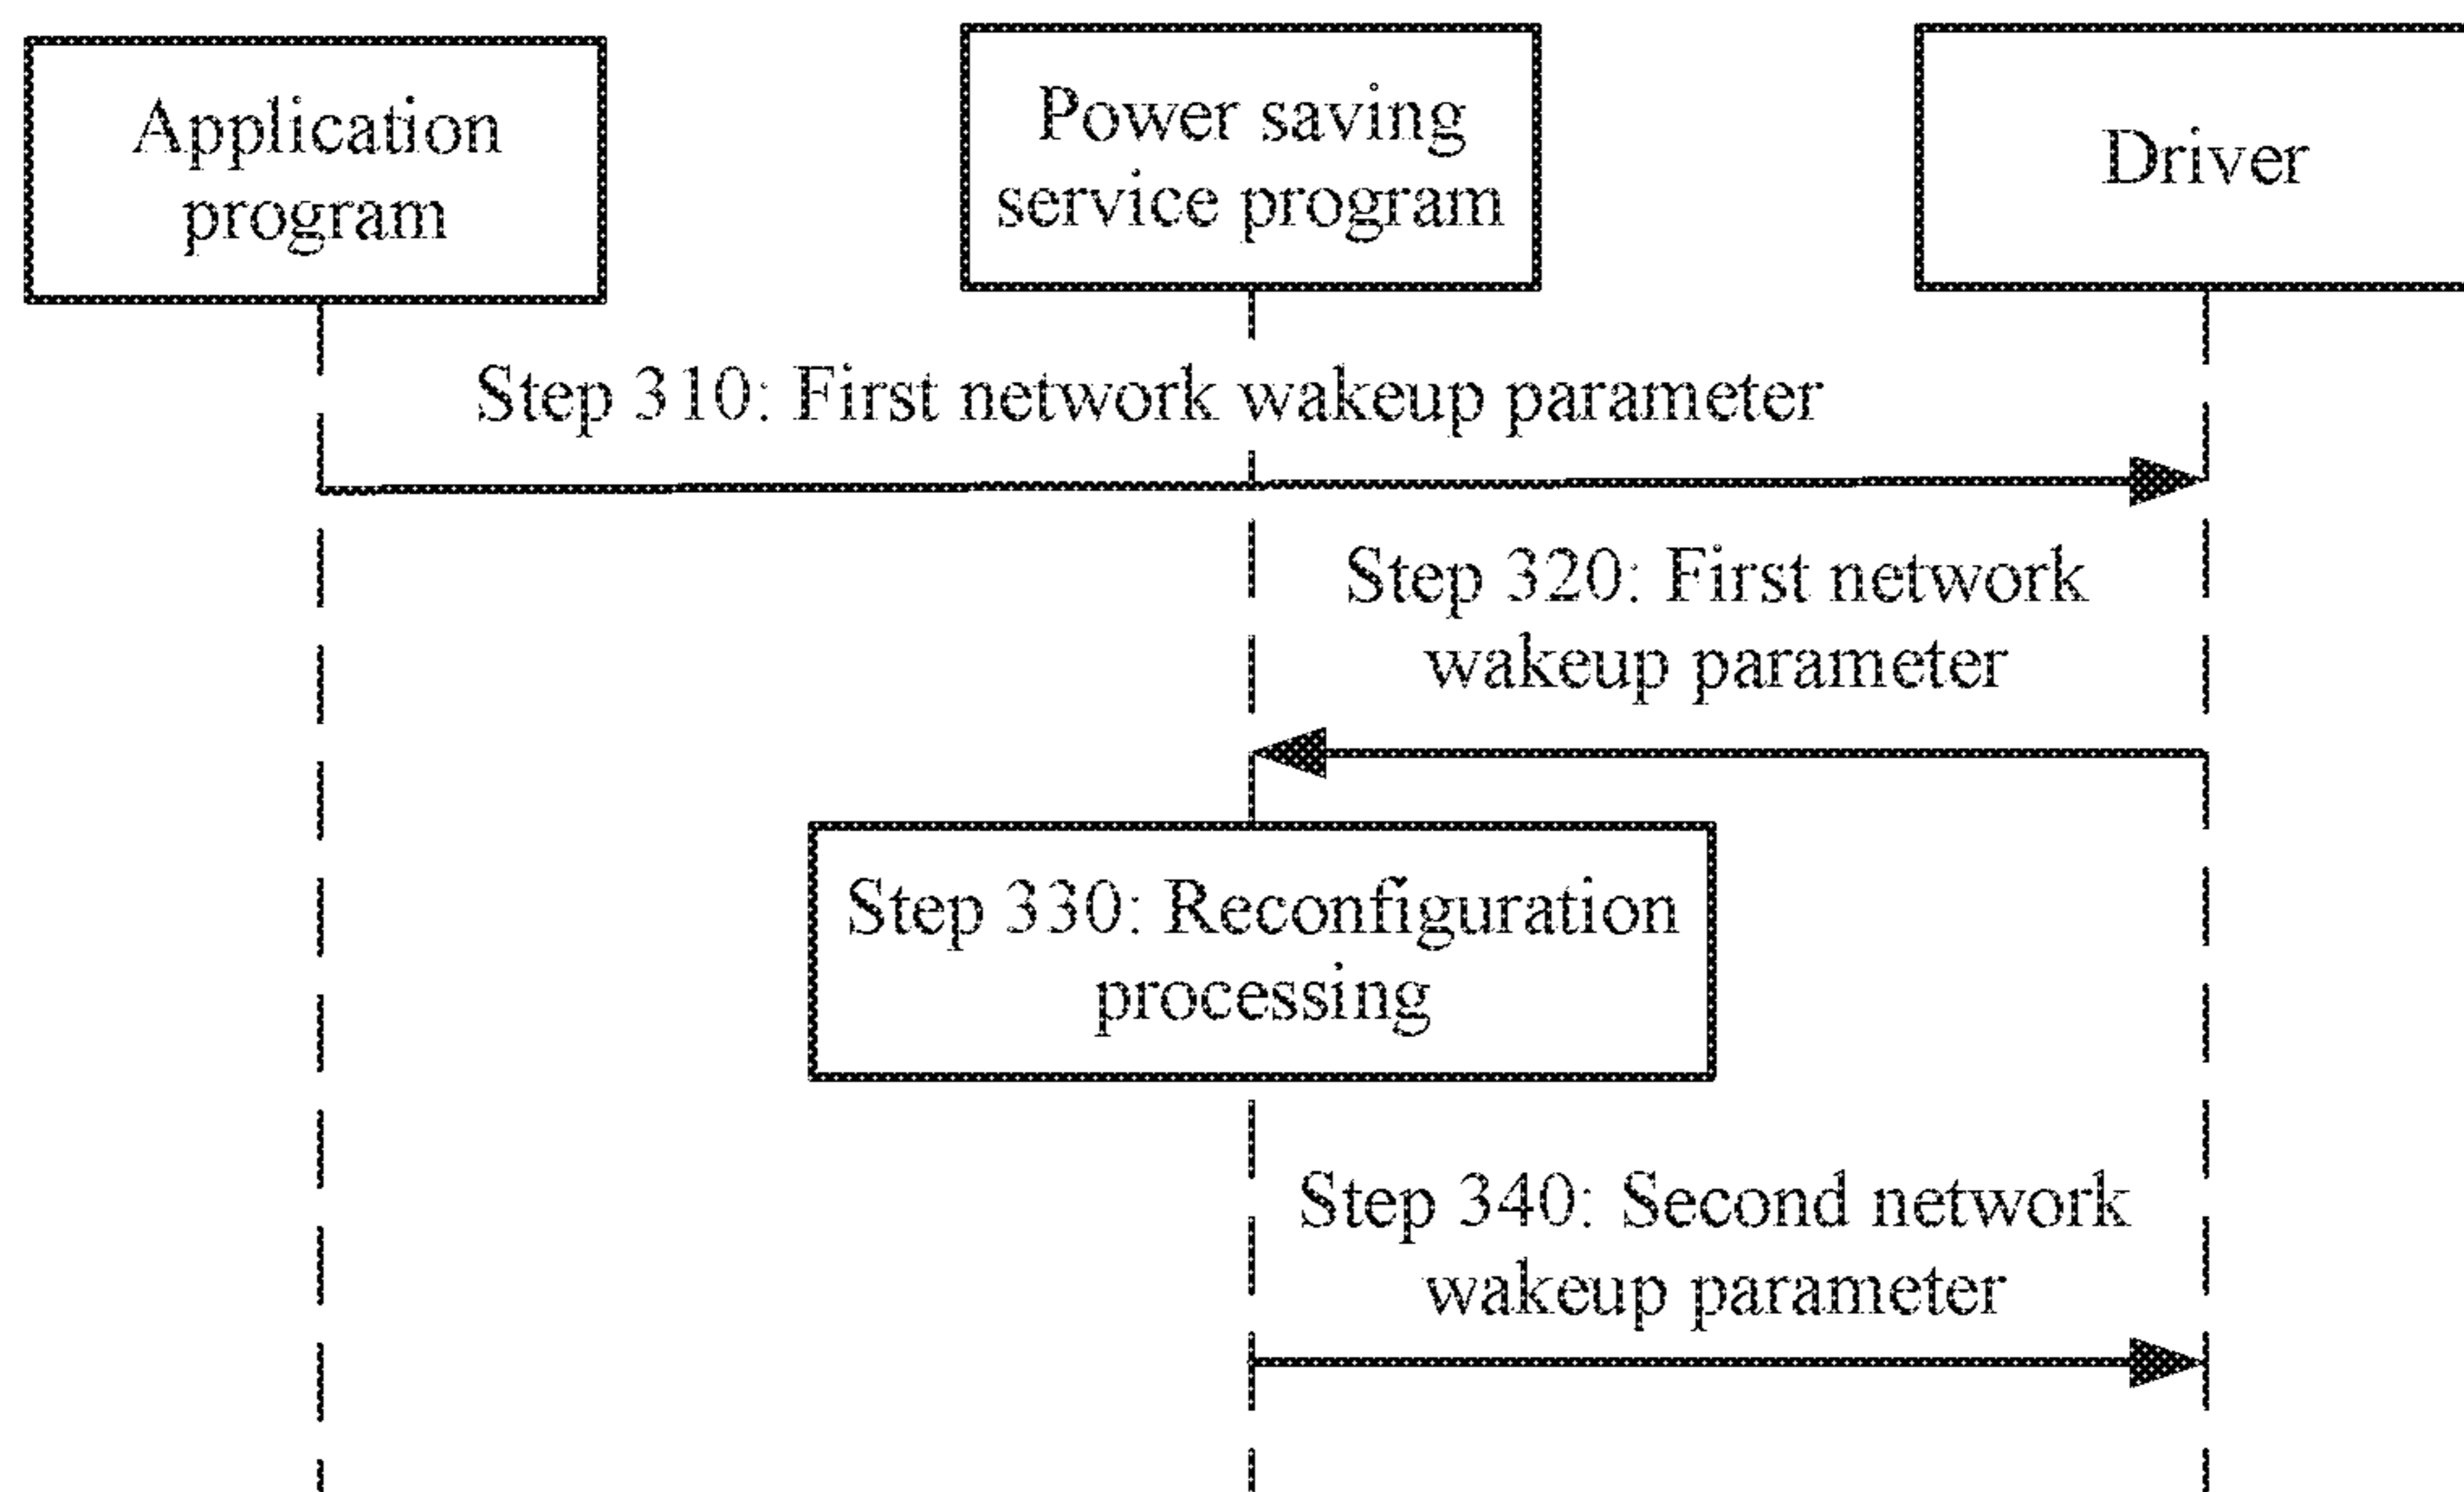 Application
program
Power saving
service program
Driver
Step 310: First network wakeup parameter
Step 320: First network
wakeup parameter
Step 330: Reconfiguration
processing
Step 340: Second network
wakeup parameter